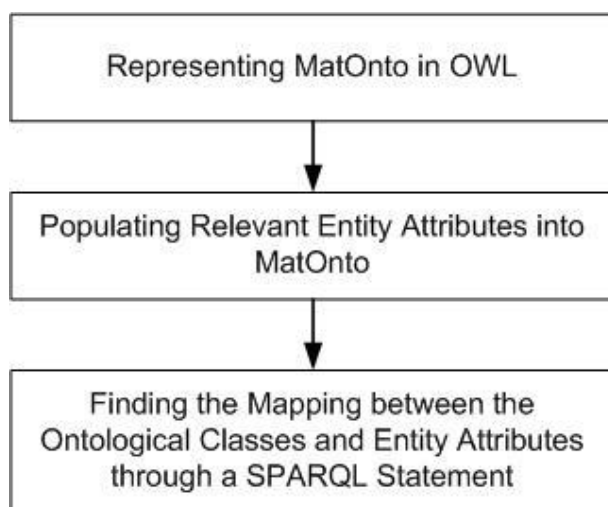 Representing MatOnto in OWL
Populating Relevant Entity Attributes into
MatOnto
Finding the Mapping between the
Ontological Classes and Entity Attributes
through a SPARQL Statement